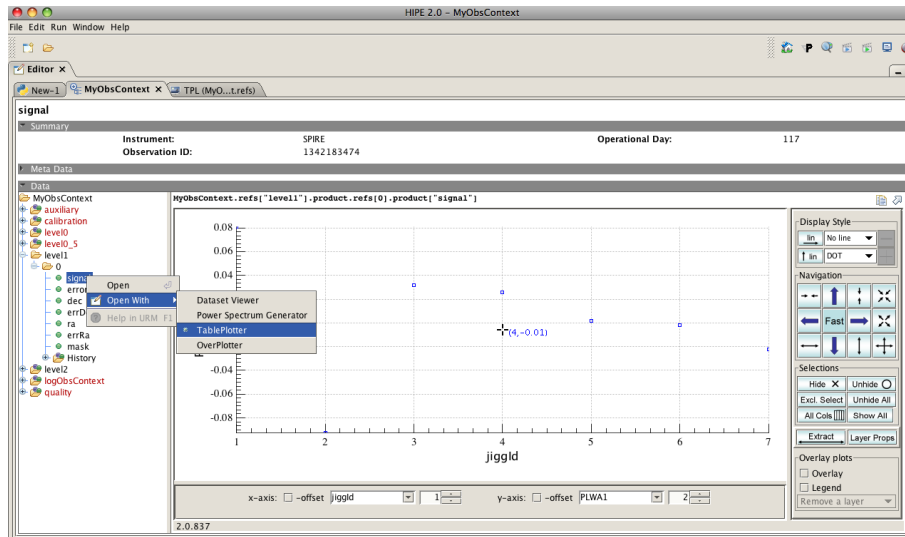 HIPE 2.0 - MyObsContext
File Edit Run Window Help
Editor ×
New-1 MyObsContext × TPL (MyO...t.refs)
signal
Summary
Instrument: SPIRE Operational Day: 117
Observation ID: 1342183474
Meta Data
Data
MyObsContext
auxiliary
calibration
level0
level0_5
level1
0
signal
error
dec
errD
ra
errRa
mask
History
level2
logObsContext
quality
Open
Open With
Help in URM F1
Dataset Viewer
Power Spectrum Generator
TablePlotter
OverPlotter
MyObsContext.refs["level1"].product.refs[0].product["signal"]
0.08
0.06
0.04
-0.04
-0.06
-0.08
(4,-0.01)
1 2 3 4 5 6 7
jiggId
x-axis: -offset jiggId 1 y-axis: -offset PLWA1 2
Display Style
lin No line
lin DOT
Navigation
Fast
Selections
Hide Unhide
Excl. Select Unhide All
All Cols Show All
Extract Layer Props
Overlay plots
Overlay
Legend
Remove a layer
2.0.837